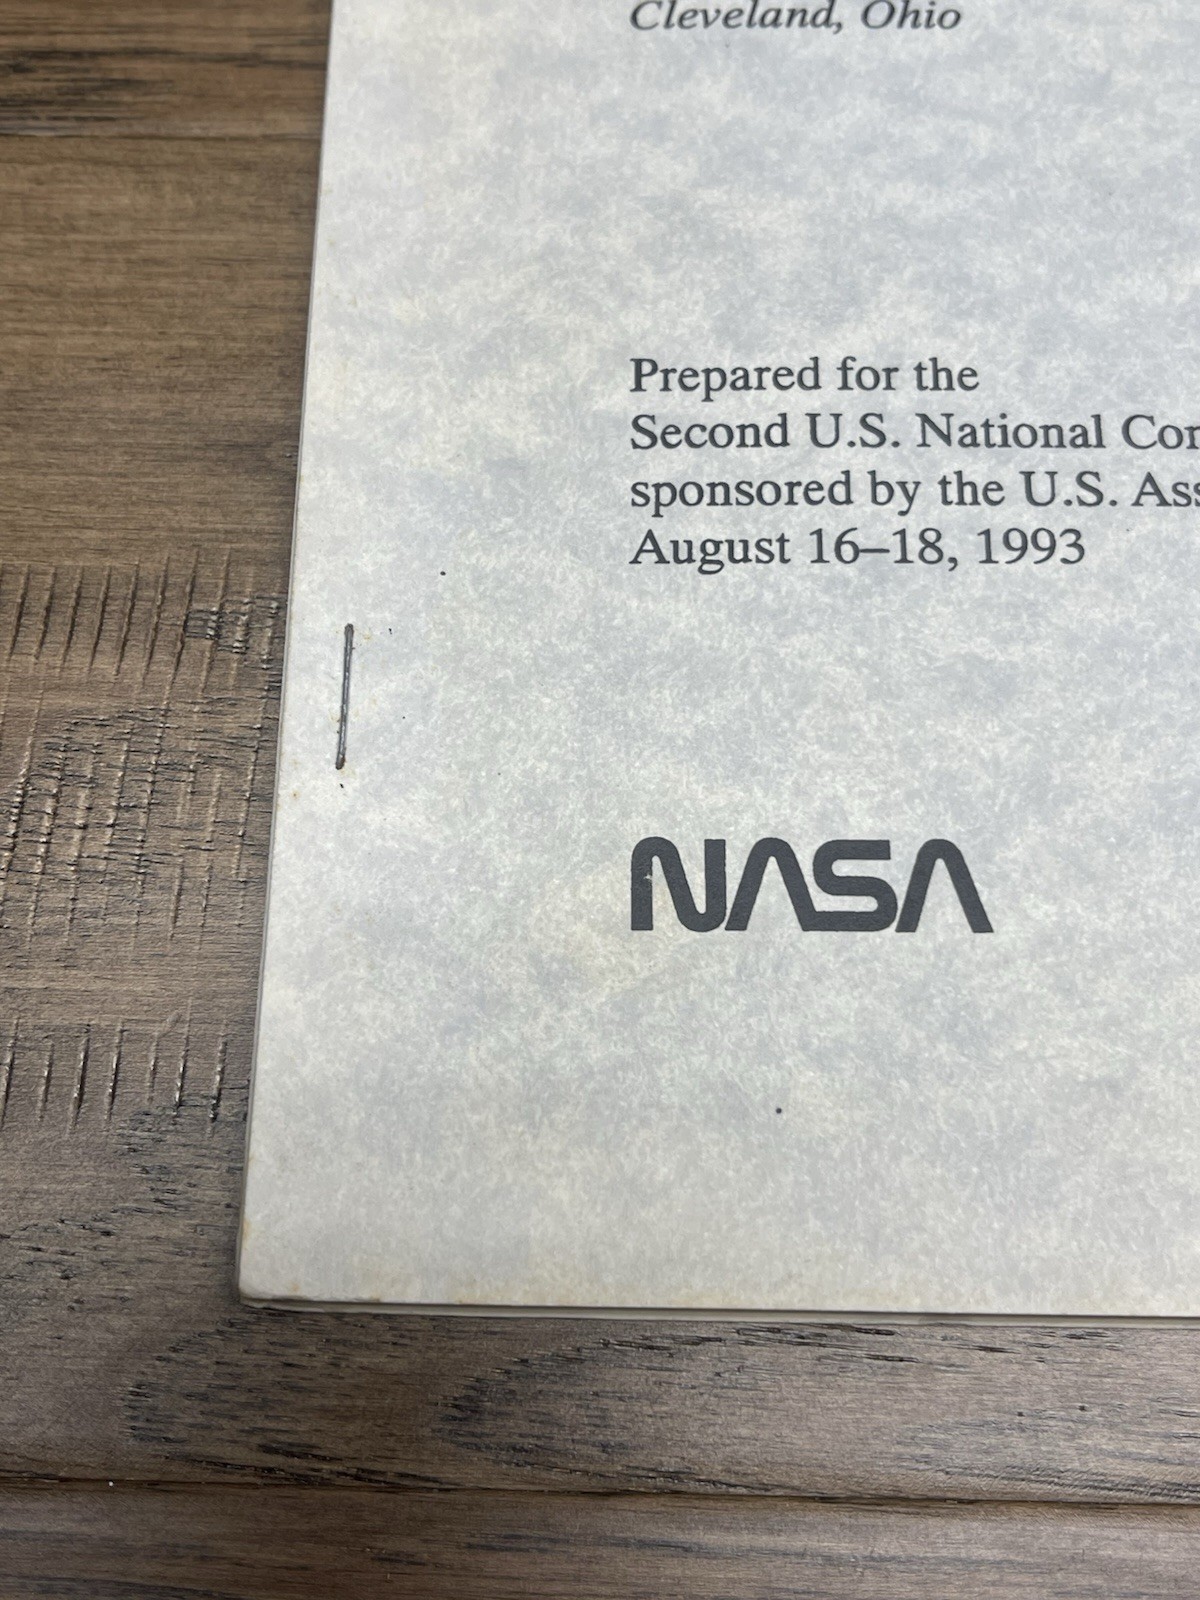 Cleveland, Ohio
Prepared for the
Second U.S. National
sponsored by the U.S.
August 16–18, 1993
NASA